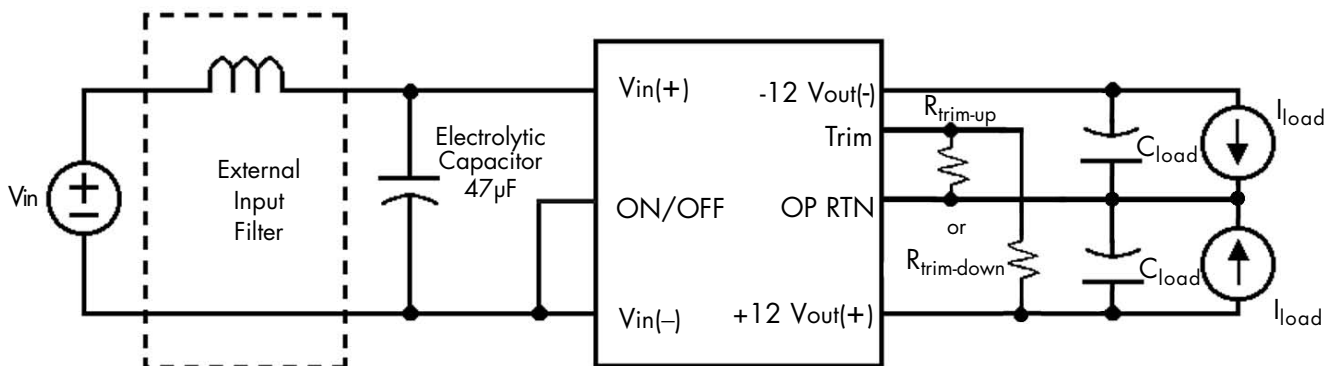 Vin
External
Input
Filter
Electrolytic
Capacitor
47µF
Vin(+)
ON/OFF
Vin(–)
-12 Vout(-)
Trim
OP RTN
+12 Vout(+)
Rtrim-up
or
Rtrim-down
Cload
Cload
Iload
Iload